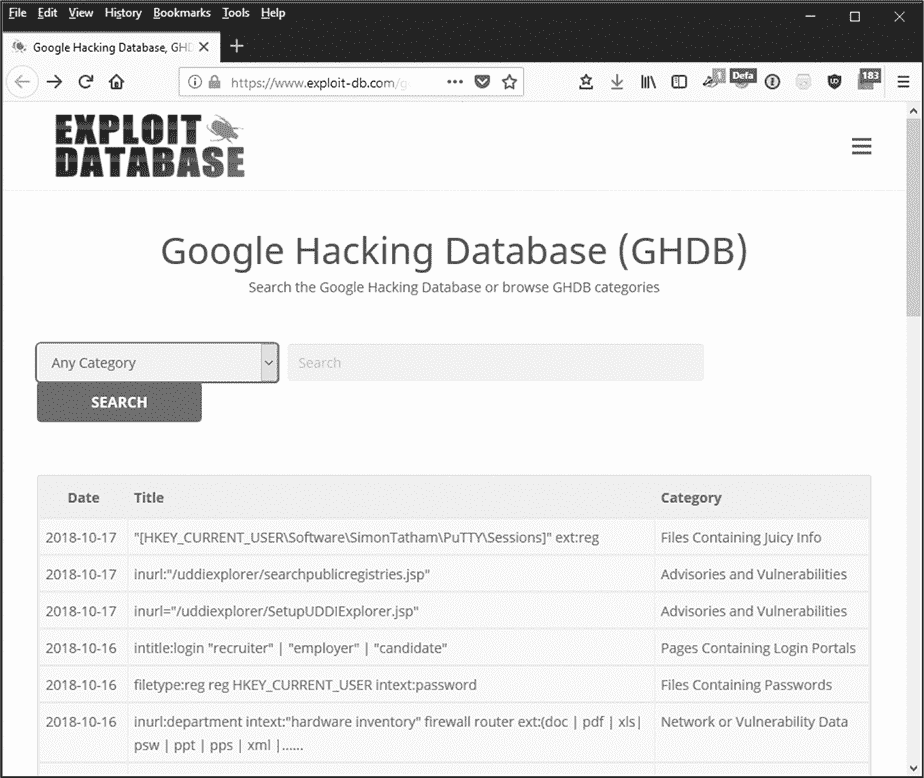 File Edit View History Bookmarks Tools Help
Google Hacking Database, GHD
https://www.exploit-db.com/g
1
Defa
183
EXPLOIT
DATABASE
Google Hacking Database (GHDB)
Search the Google Hacking Database or browse GHDB categories
Any Category
Search
SEARCH
Date Title Category
2018-10-17 "[HKEY_CURRENT_USER\Software\SimonTatham\PuTTY\Sessions]" ext:reg Files Containing Juicy Info
2018-10-17 inurl:"/uddiexplorer/searchpublicregistries.jsp" Advisories and Vulnerabilities
2018-10-17 inurl="/uddiexplorer/SetupUDDIExplorer.jsp" Advisories and Vulnerabilities
2018-10-16 intitle:login "recruiter" | "employer" | "candidate" Pages Containing Login Portals
2018-10-16 filetype:reg reg HKEY_CURRENT_USER intext:password Files Containing Passwords
2018-10-16 inurl:department intext:"hardware inventory" firewall router ext:(doc | pdf | xls| Network or Vulnerability Data
psw | ppt | pps | xml |......